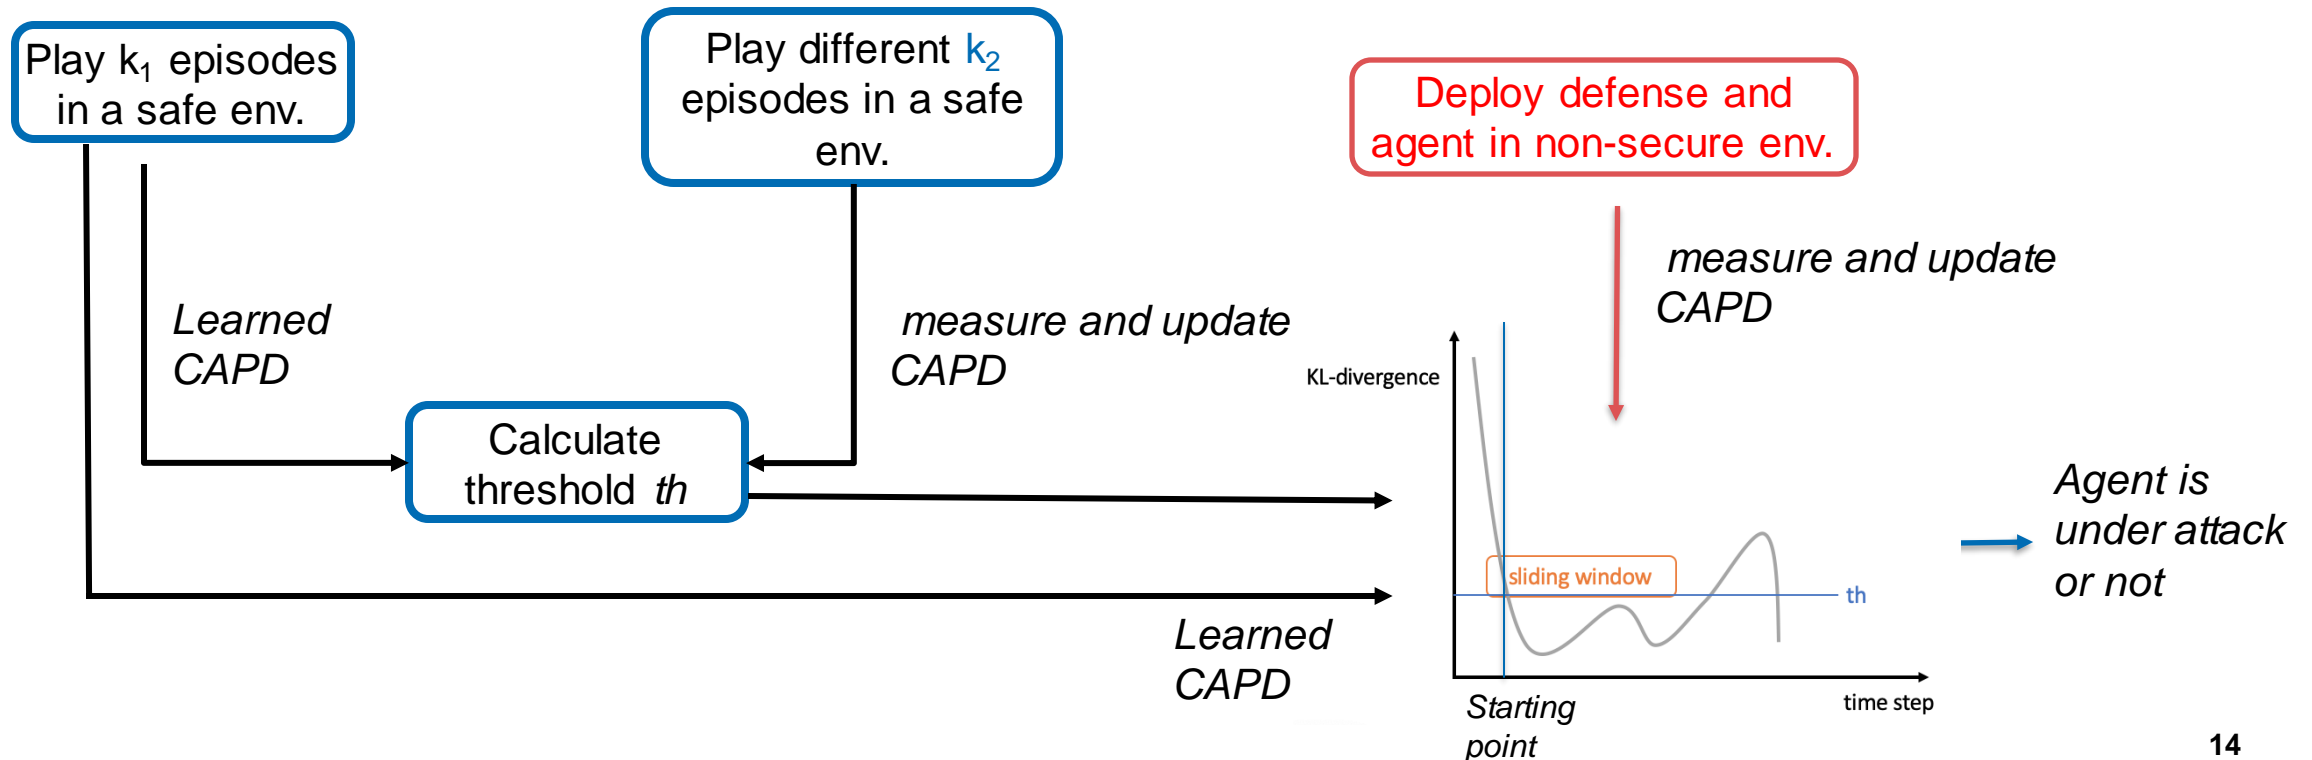 Play k₁ episodes
in a safe env.
Play different k₂
episodes in a safe
env.
Deploy defense and
agent in non-secure env.
Learned
CAPD
measure and update
CAPD
measure and update
CAPD
Calculate
threshold th
KL-divergence
sliding window
th
Agent is
under attack
or not
Learned
CAPD
Starting
point
time step
14